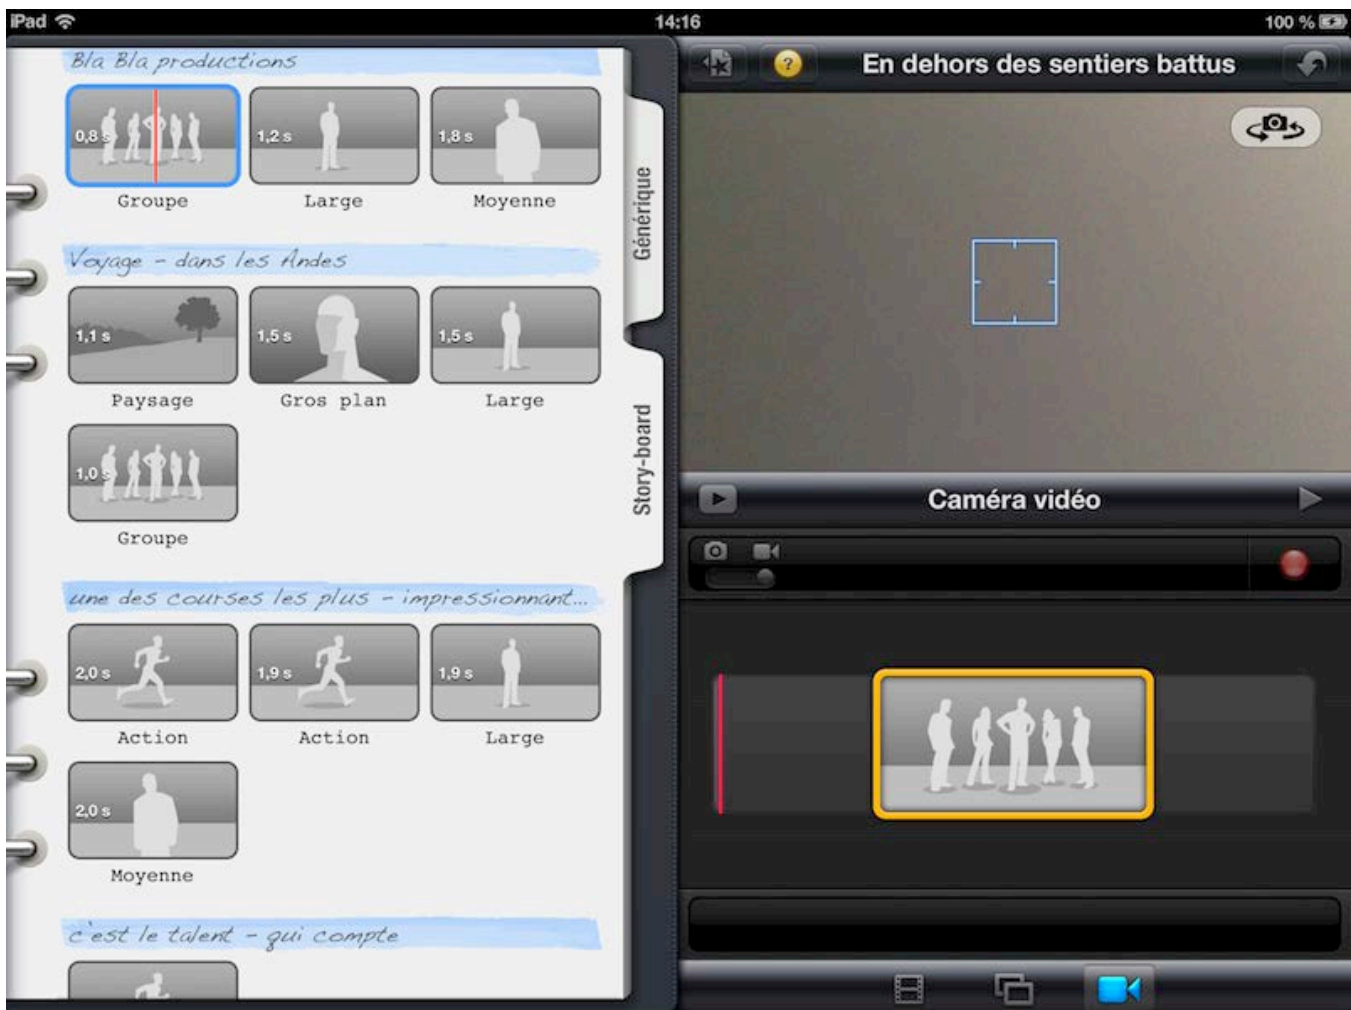 iPad 14:16 100 %
Bla Bla productions
0,8 s 1,2 s 1,8 s
Groupe Large Moyenne
Voyage - dans les Andes
1,1 s 1,5 s 1,5 s
Paysage Gros plan Large
1,0 s
Groupe
une des courses les plus - impressionnant...
2,0 s 1,9 s 1,9 s
Action Action Large
2,0 s
Moyenne
c'est le talent - qui compte
Générique
Story-board
? En dehors des sentiers battus
Caméra vidéo